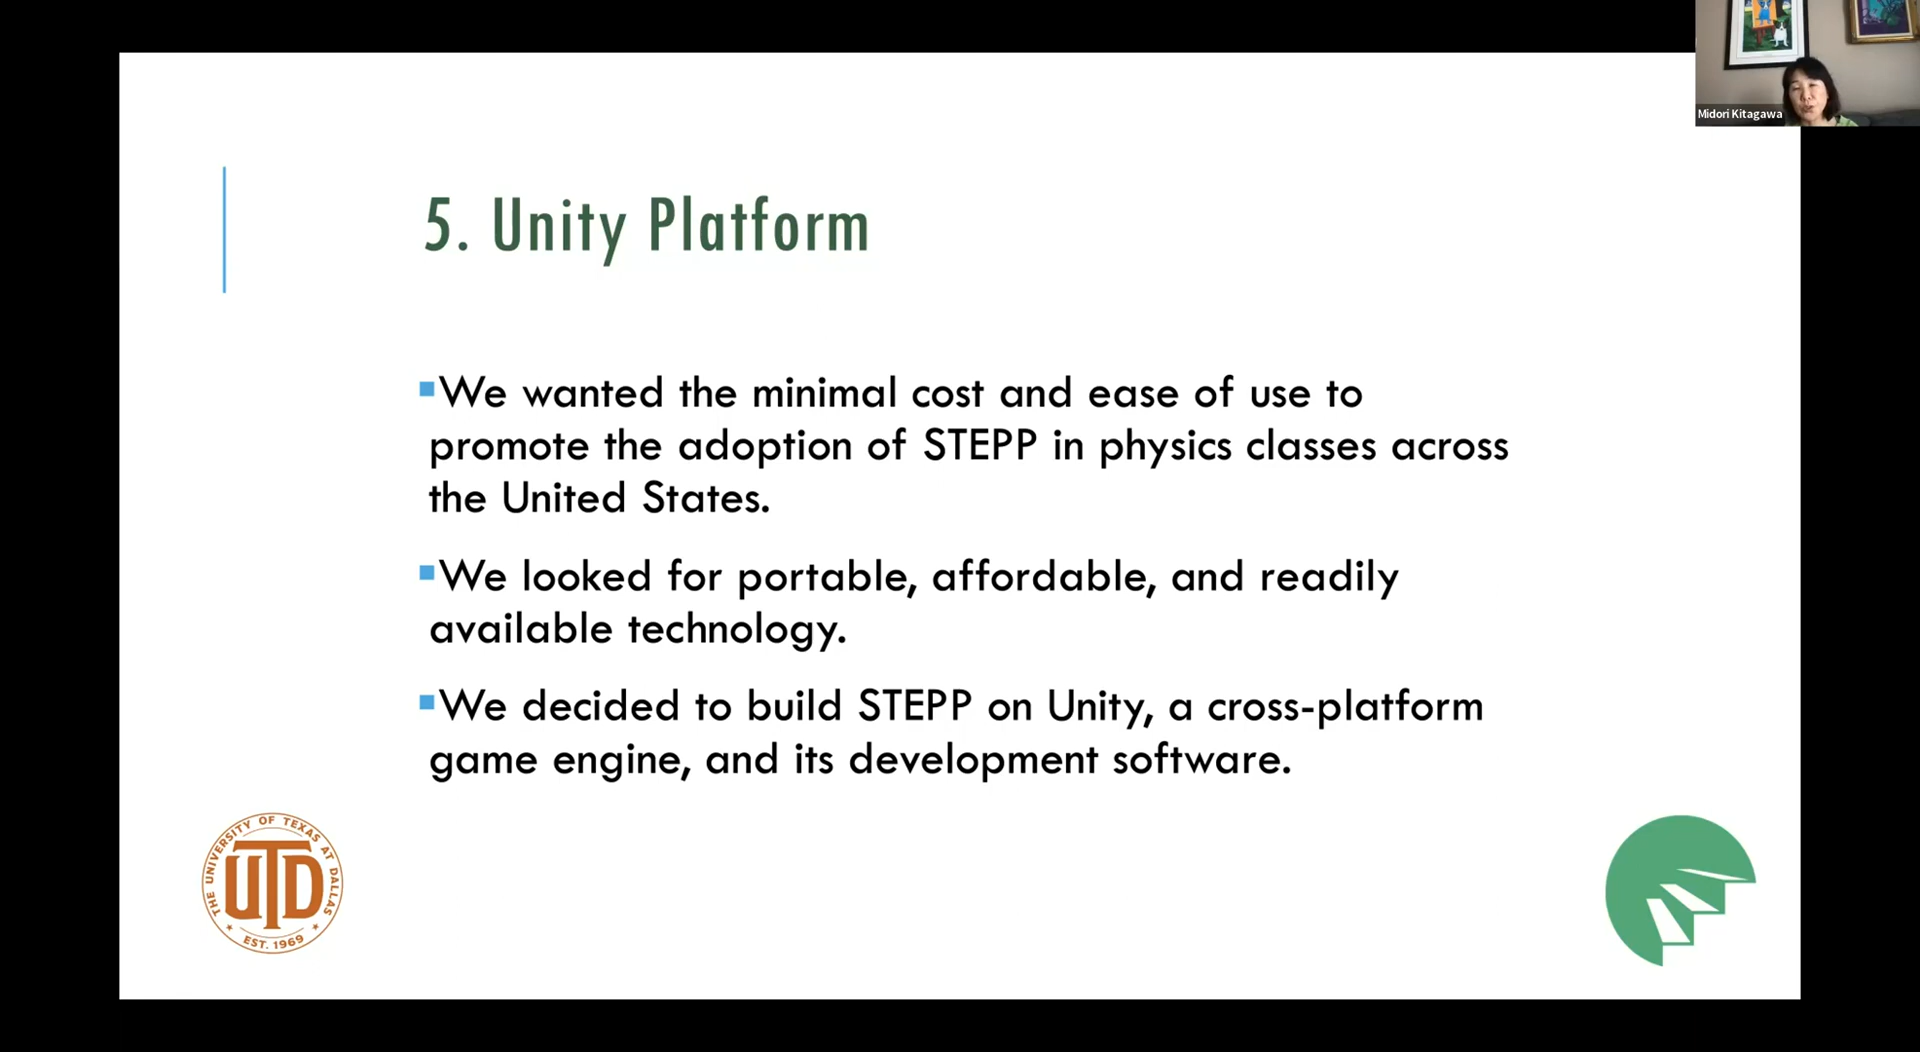 Midori Kitagawa
5. Unity Platform
We wanted the minimal cost and ease of use to
promote the adoption of STEPP in physics classes across
the United States.
We looked for portable, affordable, and readily
available technology.
We decided to build STEPP on Unity, a cross-platform
game engine, and its development software.
THE UNIVERSITY OF TEXAS AT DALLAS
UTD
EST. 1969